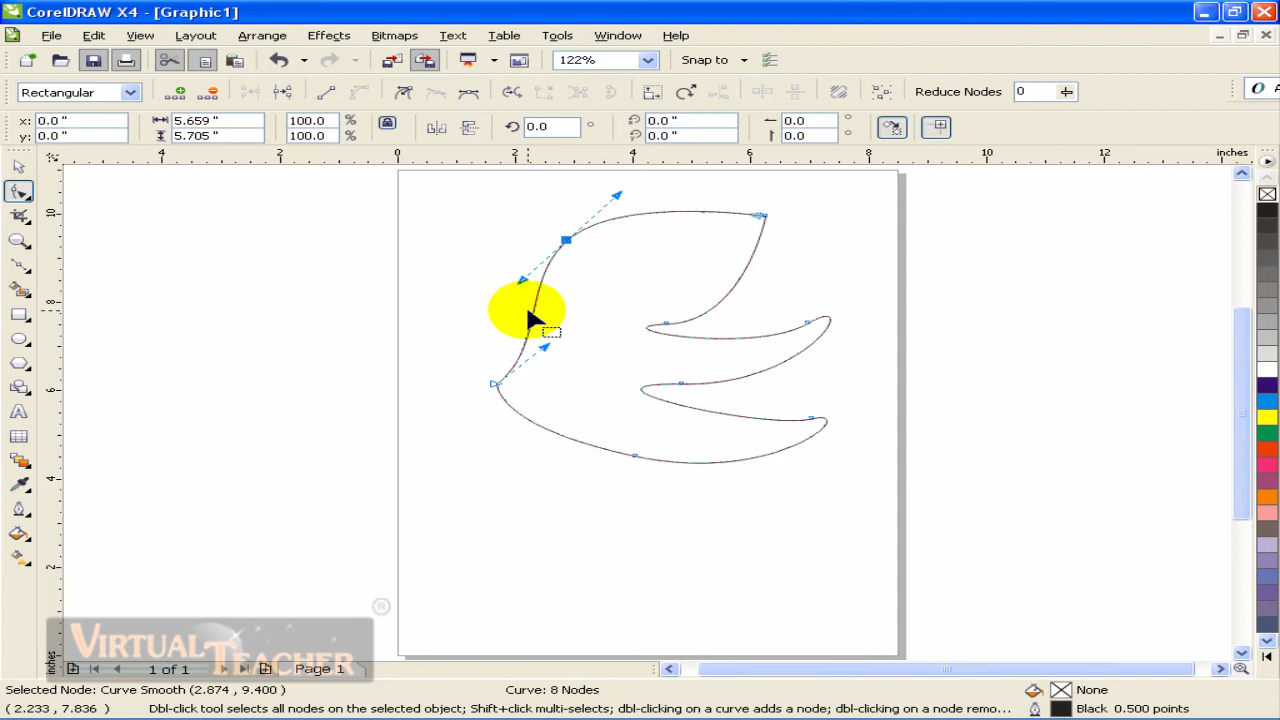 CorelDRAW X4 - [Graphic1]
File Edit View Layout Arrange Effects Bitmaps Text Table Tools Window Help
122% Snap to
Rectangular Reduce Nodes 0
x: 0.0 " 5.659 " 100.0 % 0.0 0.0 " 0.0
y: 0.0 " 5.705 " 100.0 % 0.0 " 0.0
4 2 0 2 4 6 8 10 12 inches
10
8
6
4
2
inches
VIRTUAL TEACHER ®
1 of 1 Page 1
Selected Node: Curve Smooth (2.874 , 9.400 ) Curve: 8 Nodes None
( 2.233 , 7.836 ) Dbl-click tool selects all nodes on the selected object; Shift+click multi-selects; dbl-clicking on a curve adds a node; dbl-clicking on a node remo... Black 0.500 points